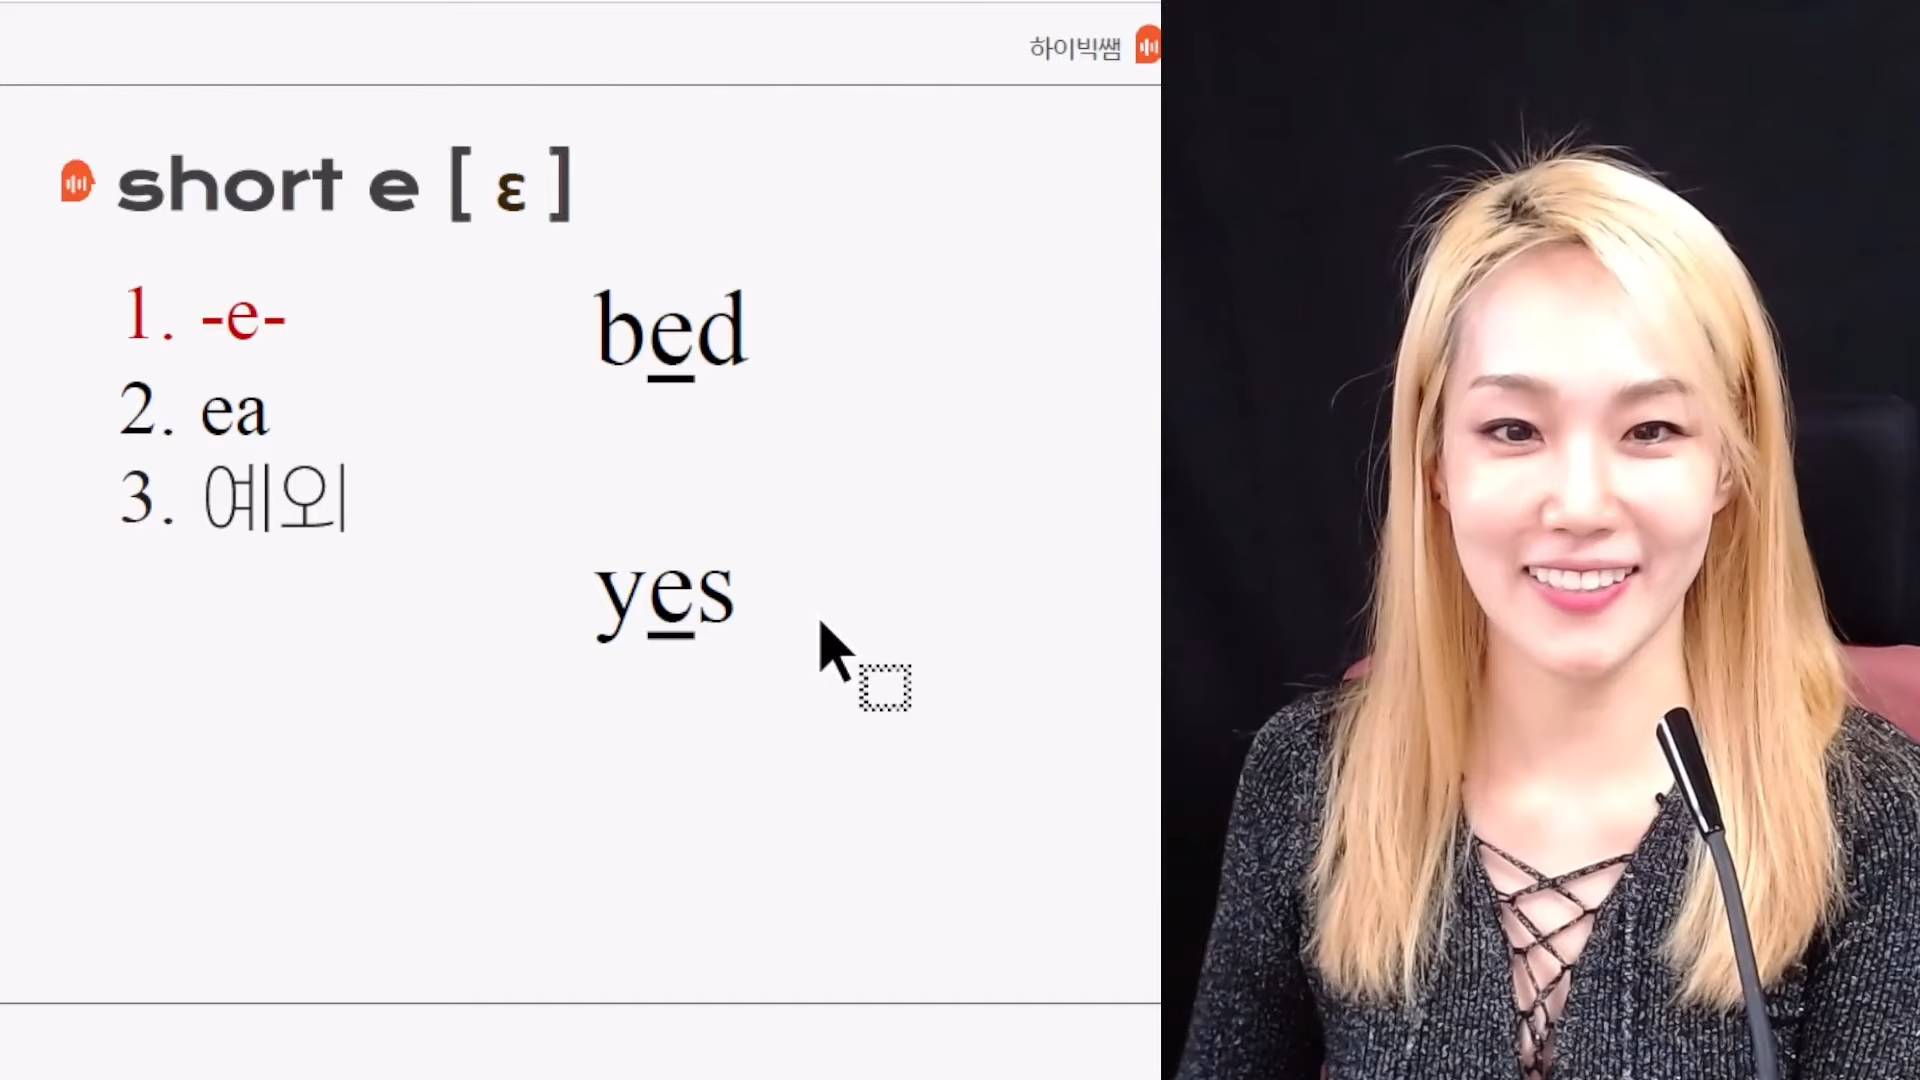 하이빅쌤
short e [ ɛ ]
1. -e-
2. ea
3. 예외
bed
yes